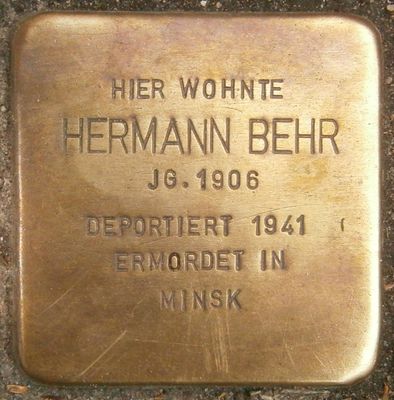 HIER WOHNTE
HERMANN BEHR
JG. 1906
DEPORTIERT 1941
ERMORDET IN
MINSK